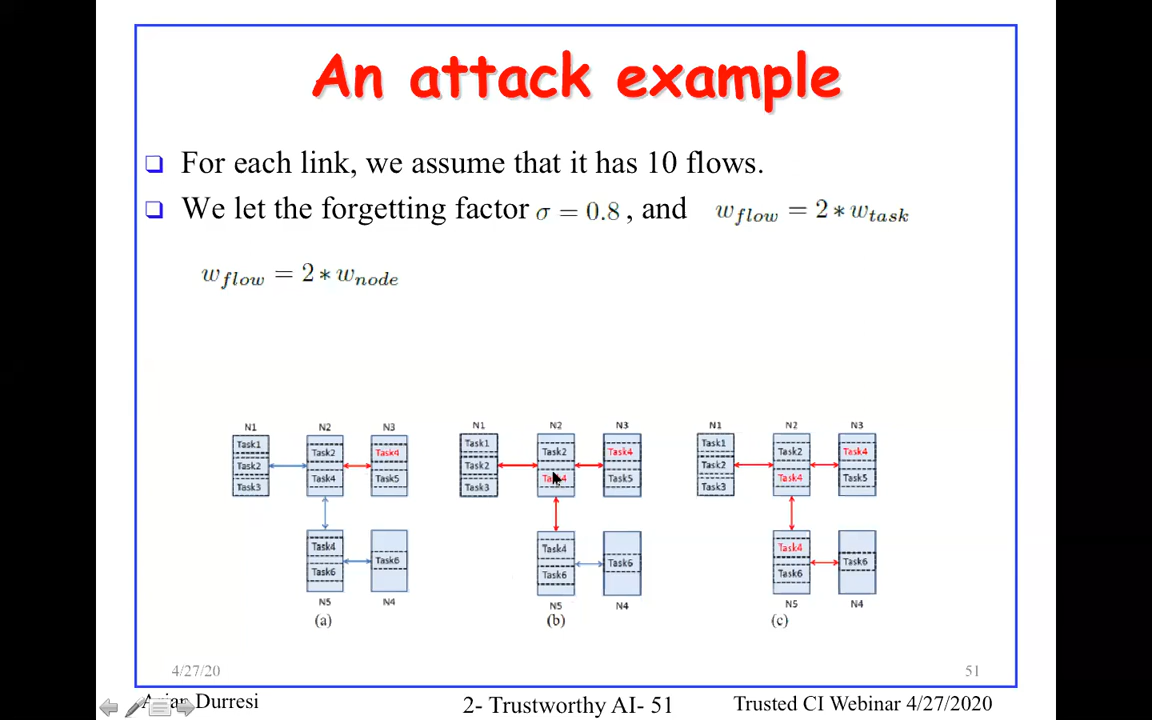 An attack example
For each link, we assume that it has 10 flows.
We let the forgetting factor σ = 0.8 , and w_flow = 2 * w_task
w_flow = 2 * w_node
N1 N2 N3
Task1
Task2
Task3
Task2
Task4
Task4
Task5
Task4
Task6
Task6
N5 N4
(a)
N1 N2 N3
Task1
Task2
Task3
Task2
Task4
Task5
Task4
Task6
Task6
N5 N4
(b)
N1 N2 N3
Task1
Task2
Task3
Task2
Task4
Task4
Task5
Task4
Task6
Task6
N5 N4
(c)
4/27/20 51
Durresi 2- Trustworthy AI- 51 Trusted CI Webinar 4/27/2020